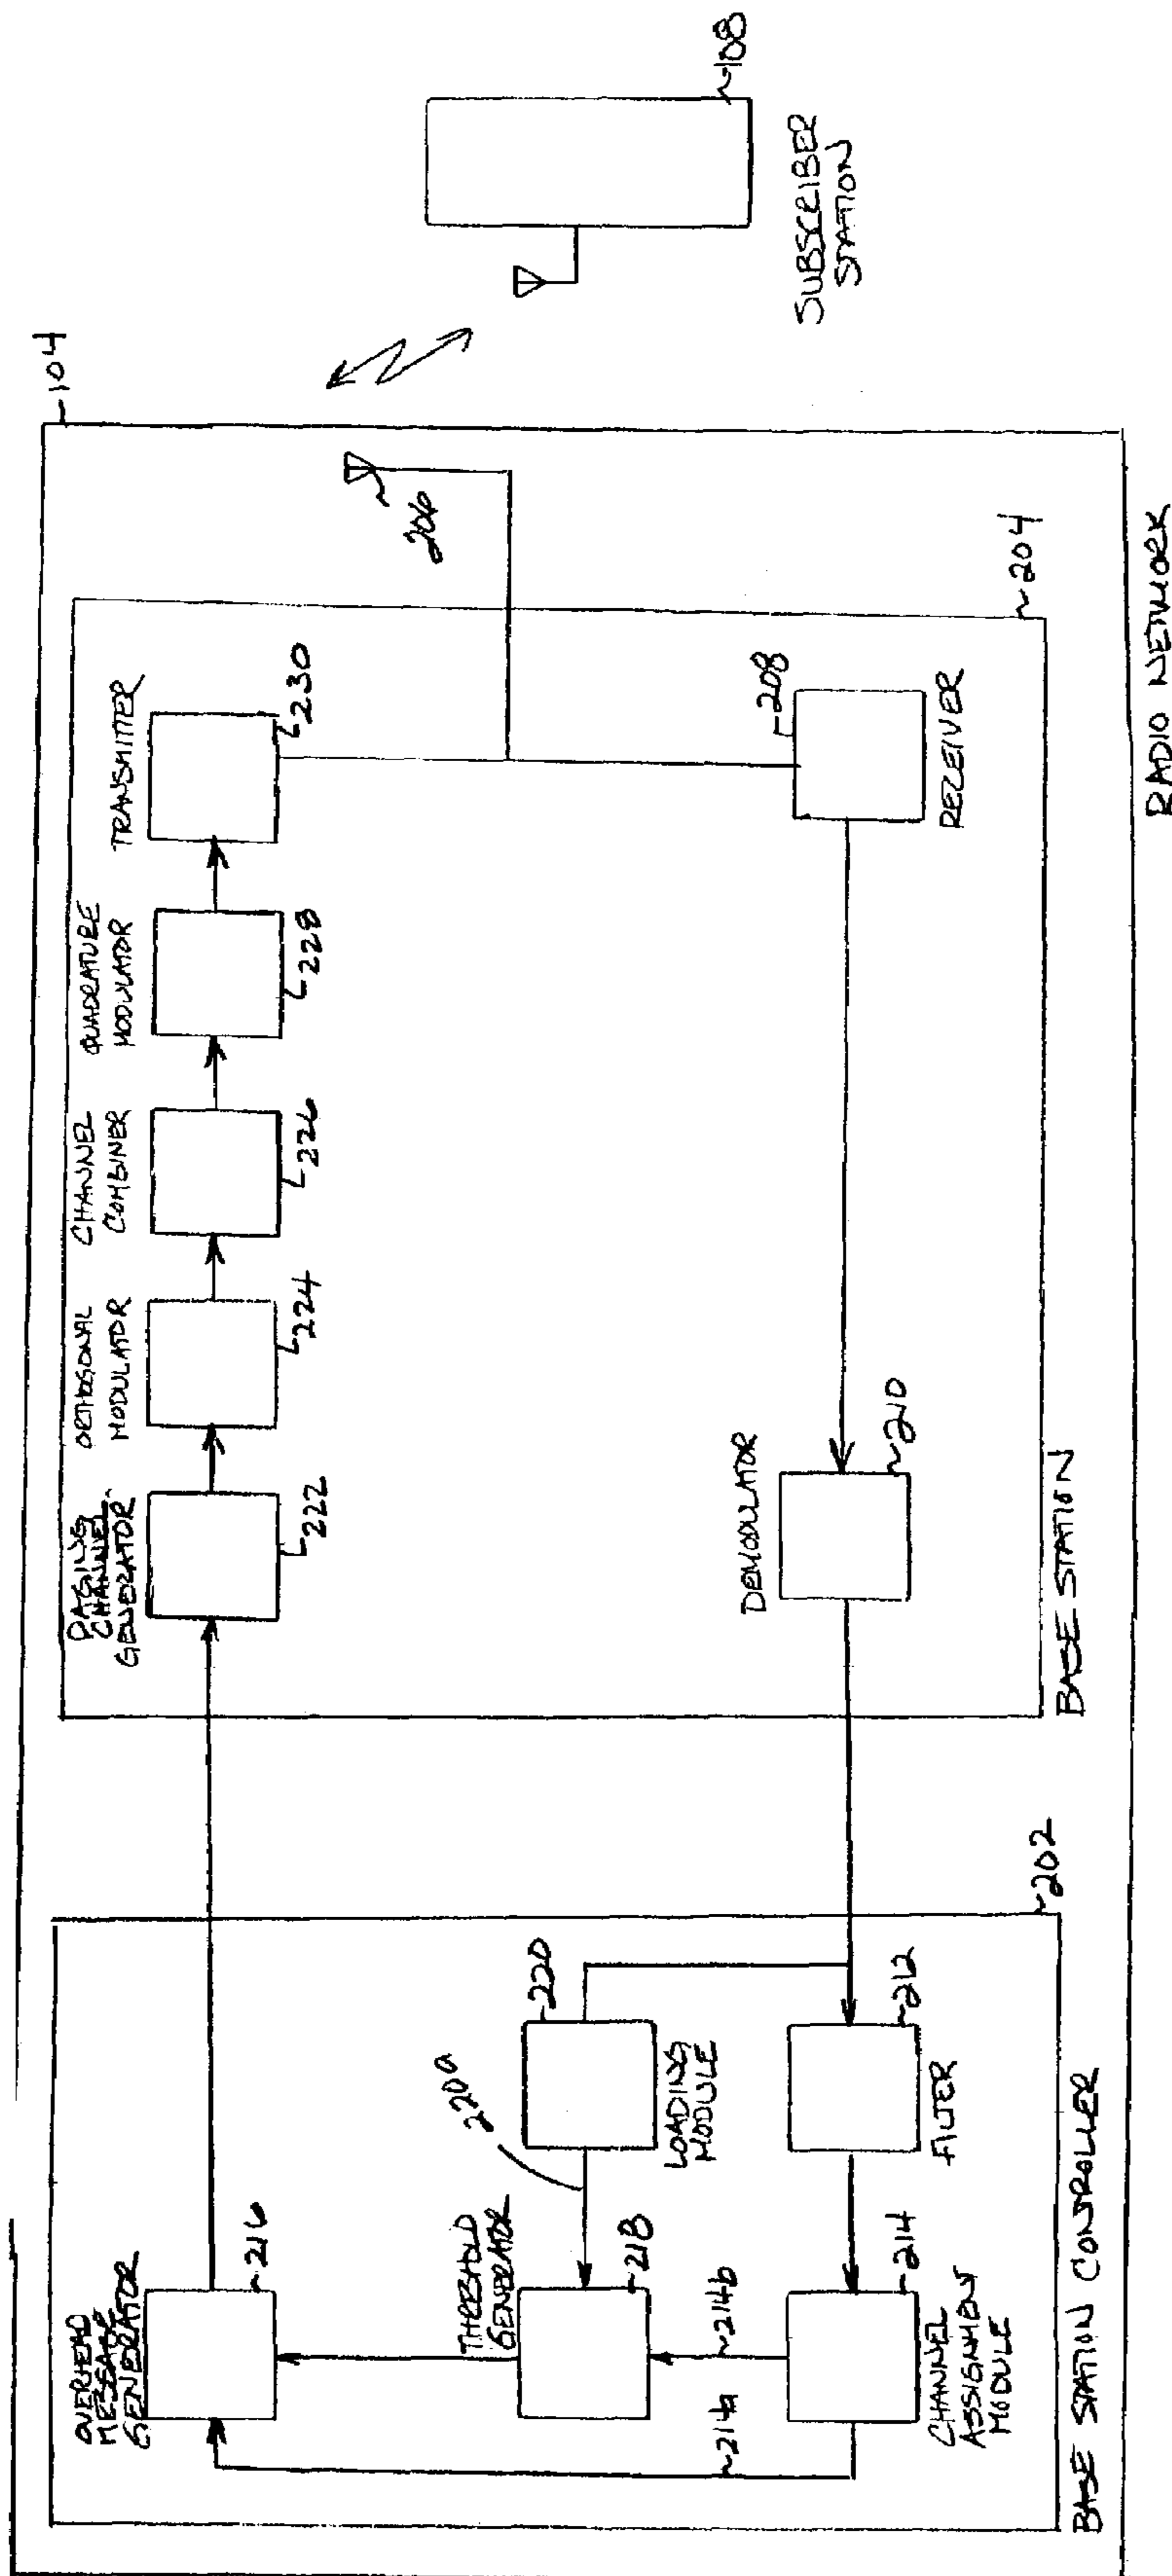 ~104
RADIO NETWORK
~108
SUBSCRIBER
STATION
~202
BASE STATION CONTROLLER
OVERHEAD
MESSAGE
GENERATOR
~216
THRESHOLD
GENERATOR
~218
220a
~220
LOADING
MODULE
~214a
~214b
CHANNEL
ASSIGNMENT
MODULE
~214
FILTER
~212
~204
BASE STATION
PAGING
CHANNEL
GENERATOR
222
ORTHOGONAL
MODULATOR
224
CHANNEL
COMBINER
226
QUADRATURE
MODULATOR
228
TRANSMITTER
230
206
~208
RECEIVER
DEMODULATOR
~210